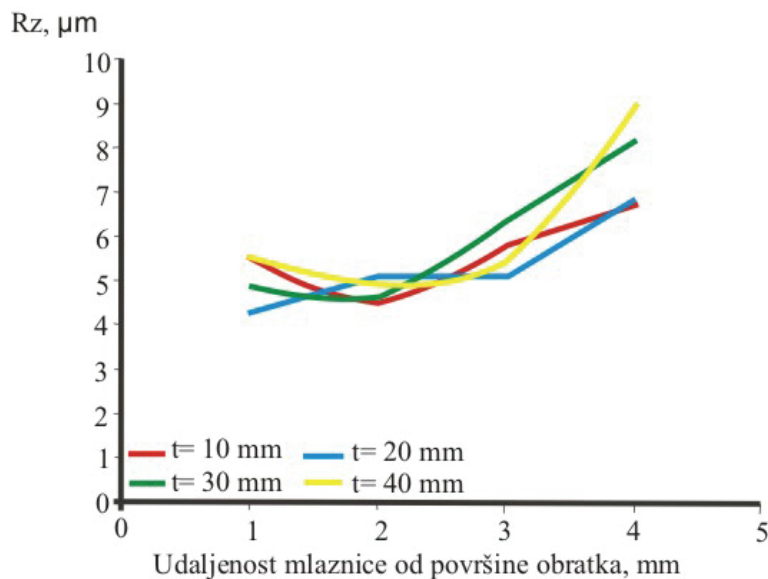 Rz, µm
10
9
8
7
6
5
4
3
2
1
0
t= 10 mm t= 20 mm
t= 30 mm t= 40 mm
0 1 2 3 4 5
Udaljenost mlaznice od površine obratka, mm